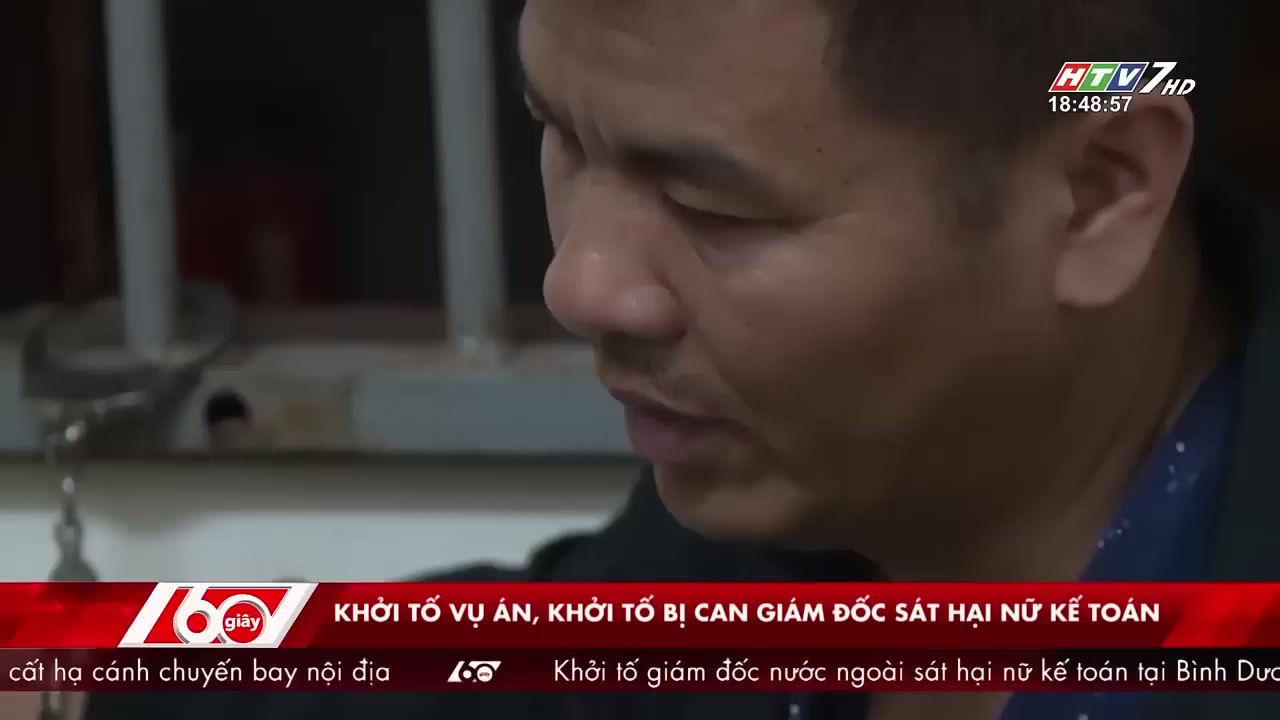 HTV7 HD
18:48:57
60 giây
KHỞI TỐ VỤ ÁN, KHỞI TỐ BỊ CAN GIÁM ĐỐC SÁT HẠI NỮ KẾ TOÁN
cất hạ cánh chuyến bay nội địa 60 giây Khởi tố giám đốc nước ngoài sát hại nữ kế toán tại Bình Dươ